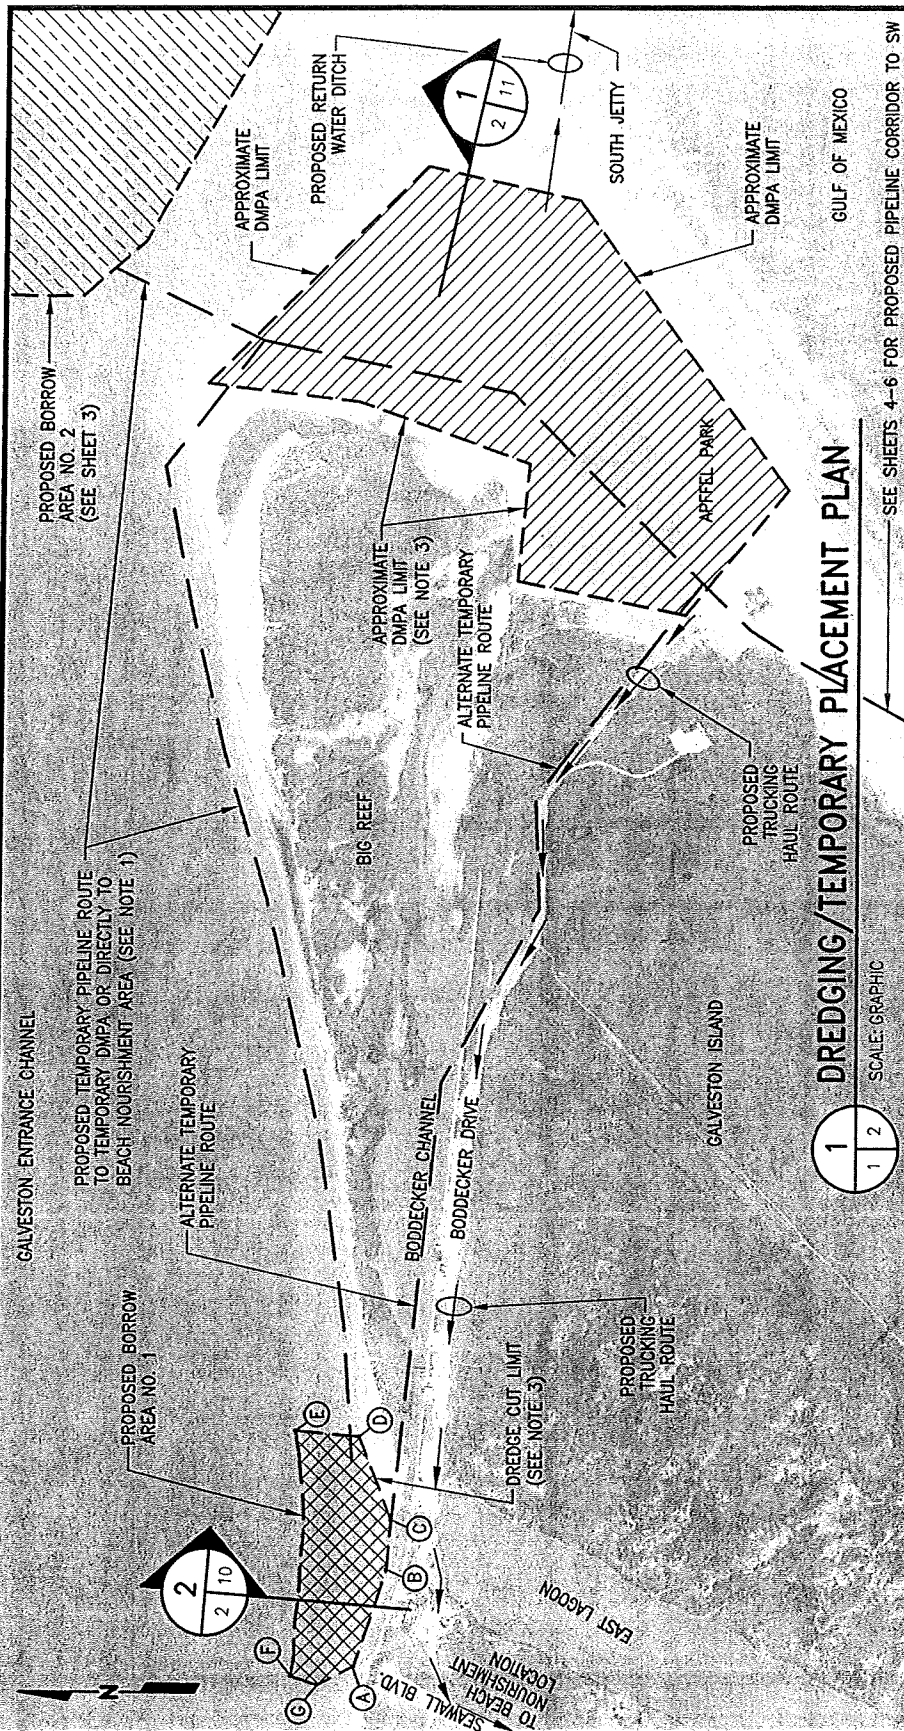 GALVESTON ENTRANCE CHANNEL
PROPOSED BORROW
AREA NO. 2
(SEE SHEET 3)
PROPOSED TEMPORARY PIPELINE ROUTE
TO TEMPORARY DMPA OR DIRECTLY TO
BEACH NOURISHMENT AREA (SEE NOTE 1)
PROPOSED BORROW
AREA NO. 1
ALTERNATE TEMPORARY
PIPELINE ROUTE
APPROXIMATE
DMPA LIMIT
PROPOSED RETURN
WATER DITCH
1
2
11
2
2
10
N
F
G
A
B
C
D
E
BIG REEF
APPROXIMATE
DMPA LIMIT
(SEE NOTE 3)
ALTERNATE TEMPORARY
PIPELINE ROUTE
BODDECKER CHANNEL
BODDECKER DRIVE
SOUTH JETTY
APFFEL PARK
APPROXIMATE
DMPA LIMIT
GULF OF MEXICO
DREDGE CUT LIMIT
(SEE NOTE 3)
PROPOSED
TRUCKING
HAUL ROUTE
PROPOSED
TRUCKING
HAUL ROUTE
SEAWALL BLVD.
TO BEACH
NOURISHMENT
LOCATION
EAST LAGOON
GALVESTON ISLAND
1
1
2
DREDGING/TEMPORARY PLACEMENT PLAN
SCALE: GRAPHIC
SEE SHEETS 4-6 FOR PROPOSED PIPELINE CORRIDOR TO SW